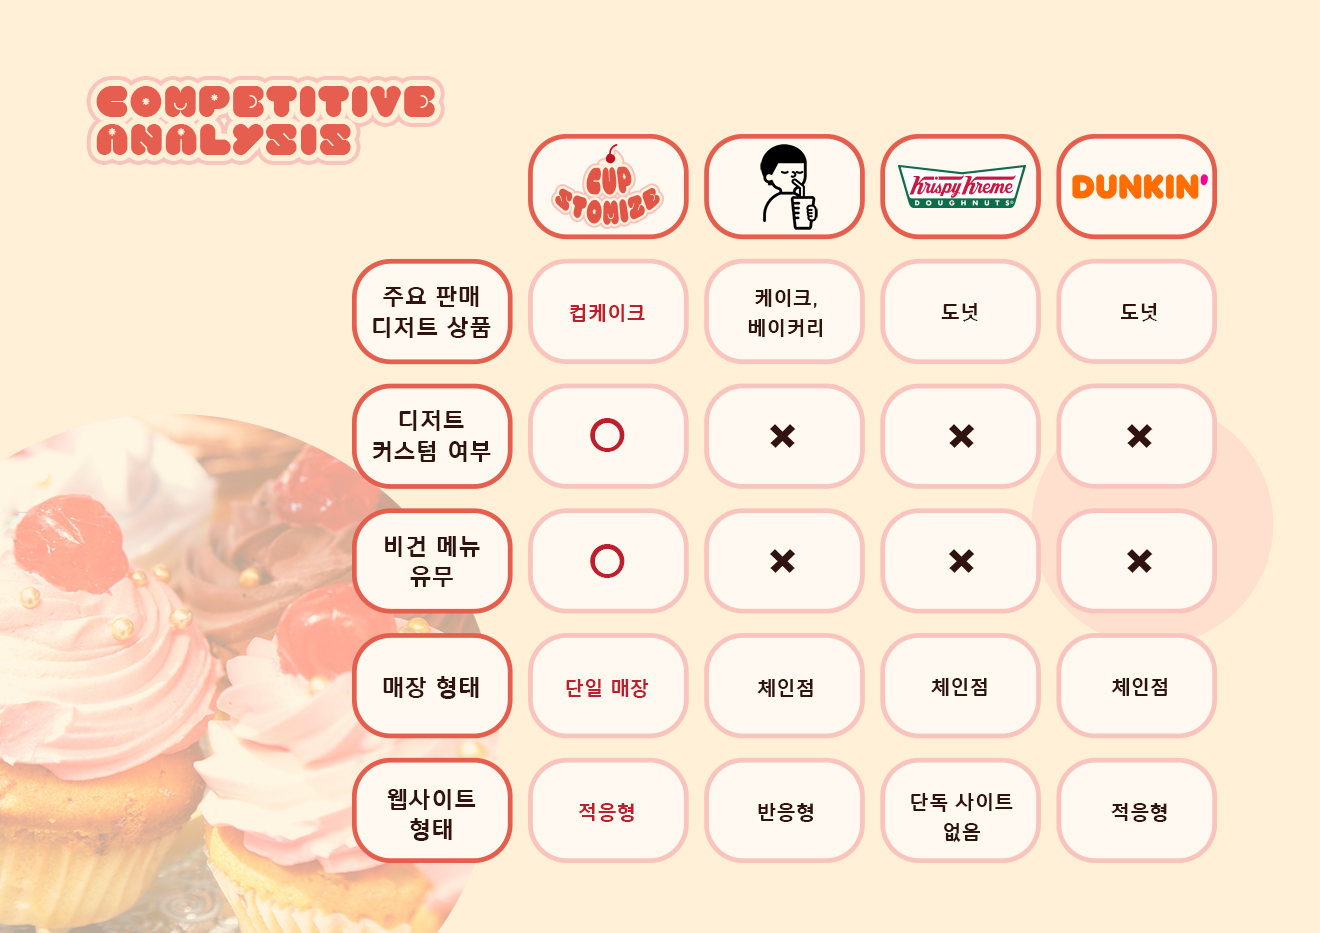 COMPETITIVE
ANALYSIS
CUP
STOMIZE
Krispy Kreme
DOUGHNUTS®
DUNKIN'
주요 판매
디저트 상품
컵케이크
케이크,
베이커리
도넛
도넛
디저트
커스텀 여부
비건 메뉴
유무
매장 형태
단일 매장
체인점
체인점
체인점
웹사이트
형태
적응형
반응형
단독 사이트
없음
적응형